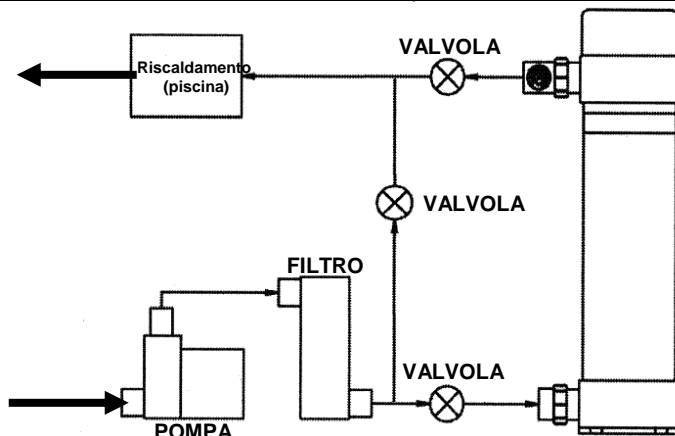 VALVOLA
Riscaldamento
(piscina)
VALVOLA
FILTRO
VALVOLA
POMPA